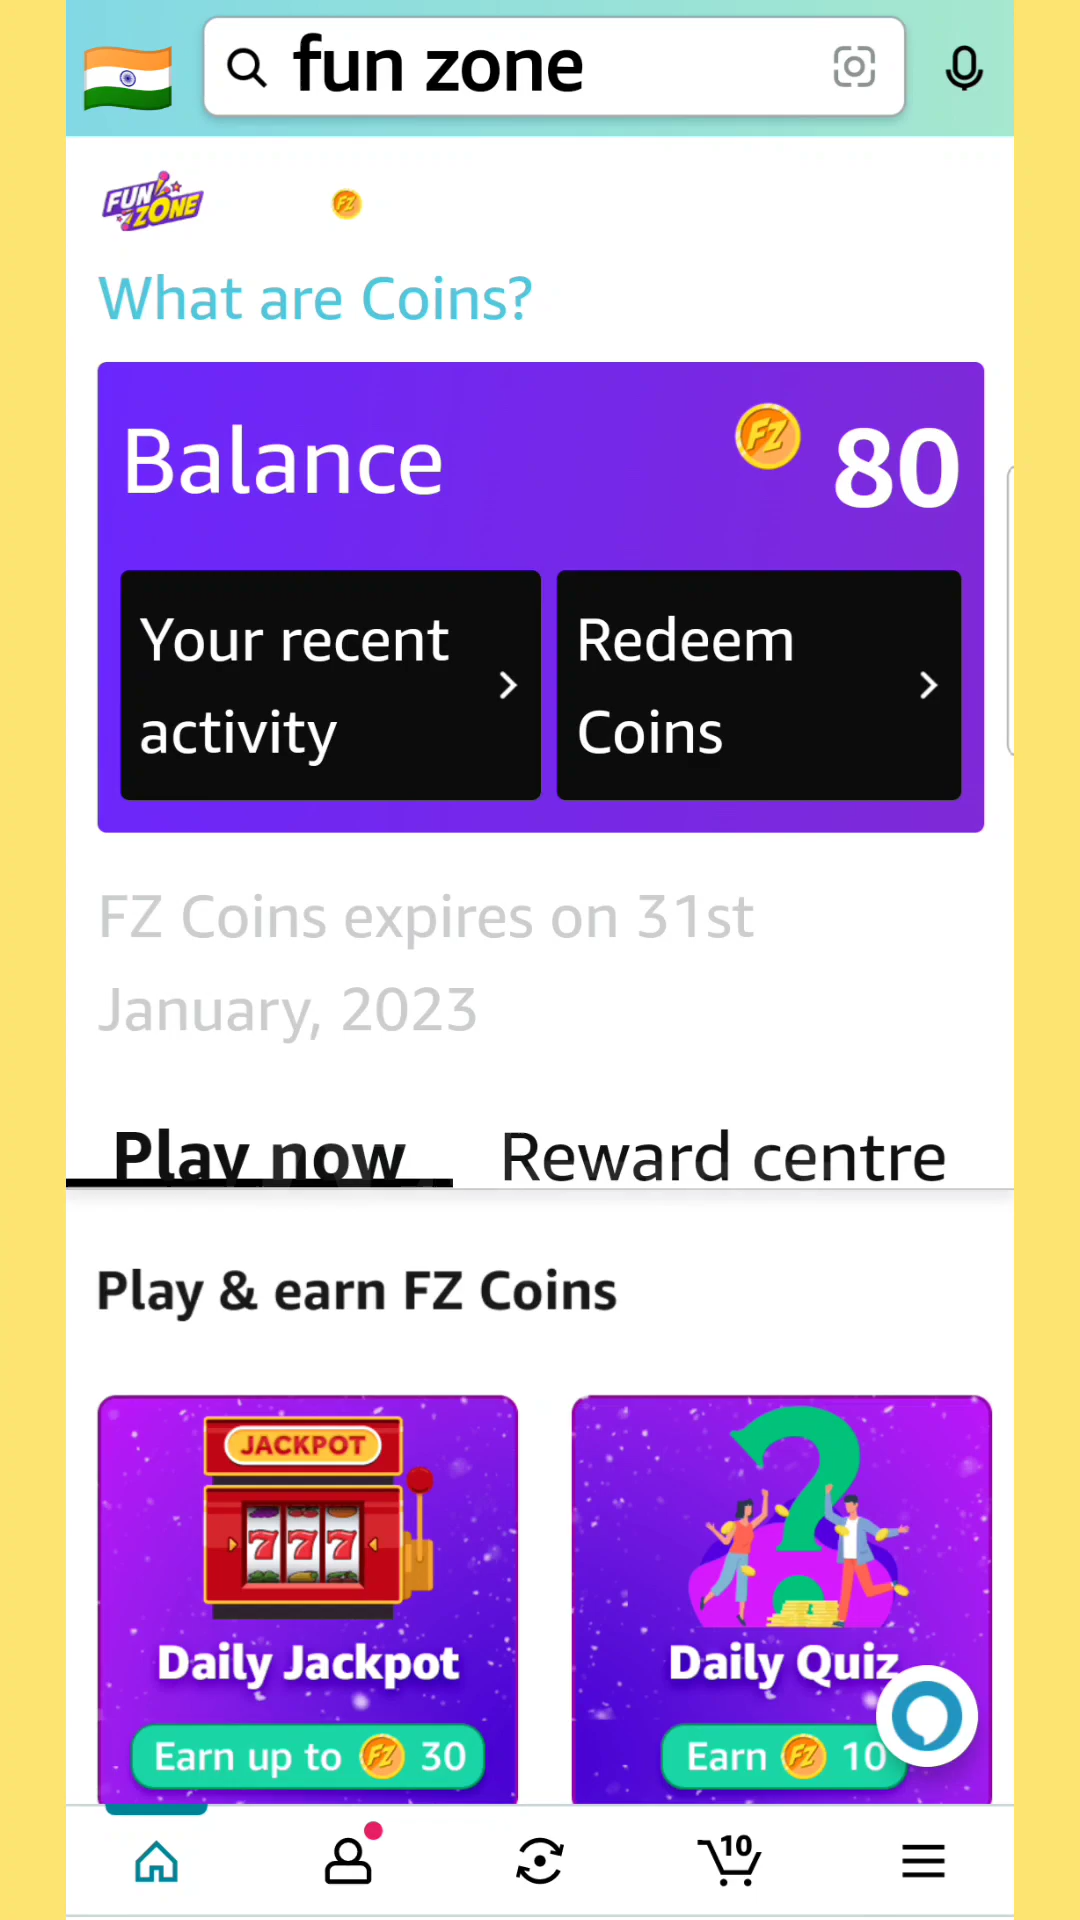 fun zone
FUN
ZONE
FZ
What are Coins?
Balance
FZ
80
Your recent
activity
Redeem
Coins
FZ Coins expires on 31st
January, 2023
Play now
Reward centre
Play & earn FZ Coins
JACKPOT
777
Daily Jackpot
Earn up to FZ 30
Daily Quiz
Earn FZ 10
10